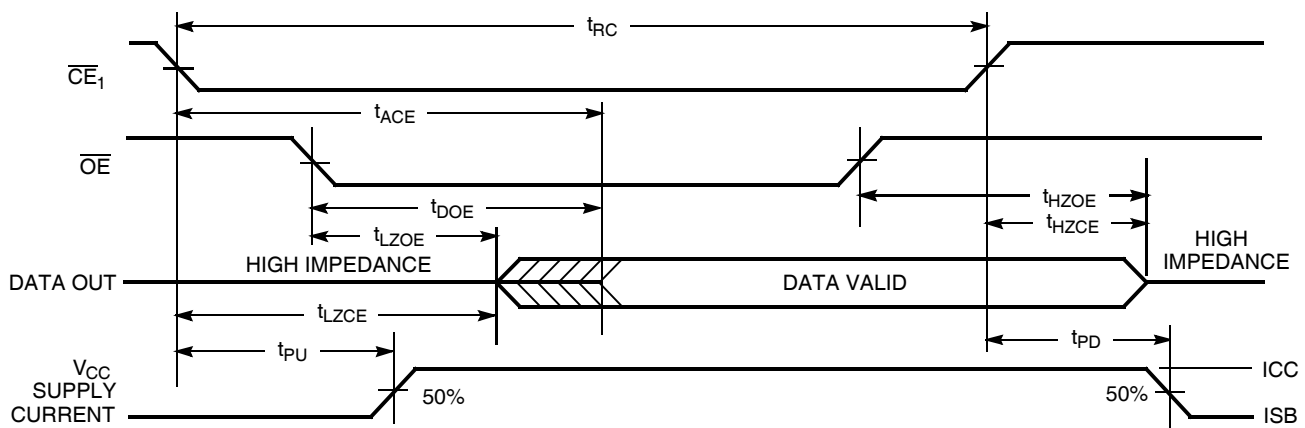 tRC
CE1
tACE
OE
tDOE
tHZOE
tLZOE
tHZCE
HIGH IMPEDANCE
HIGH
IMPEDANCE
DATA OUT
DATA VALID
tLZCE
tPU
tPD
VCC
SUPPLY
CURRENT
50%
50%
ICC
ISB